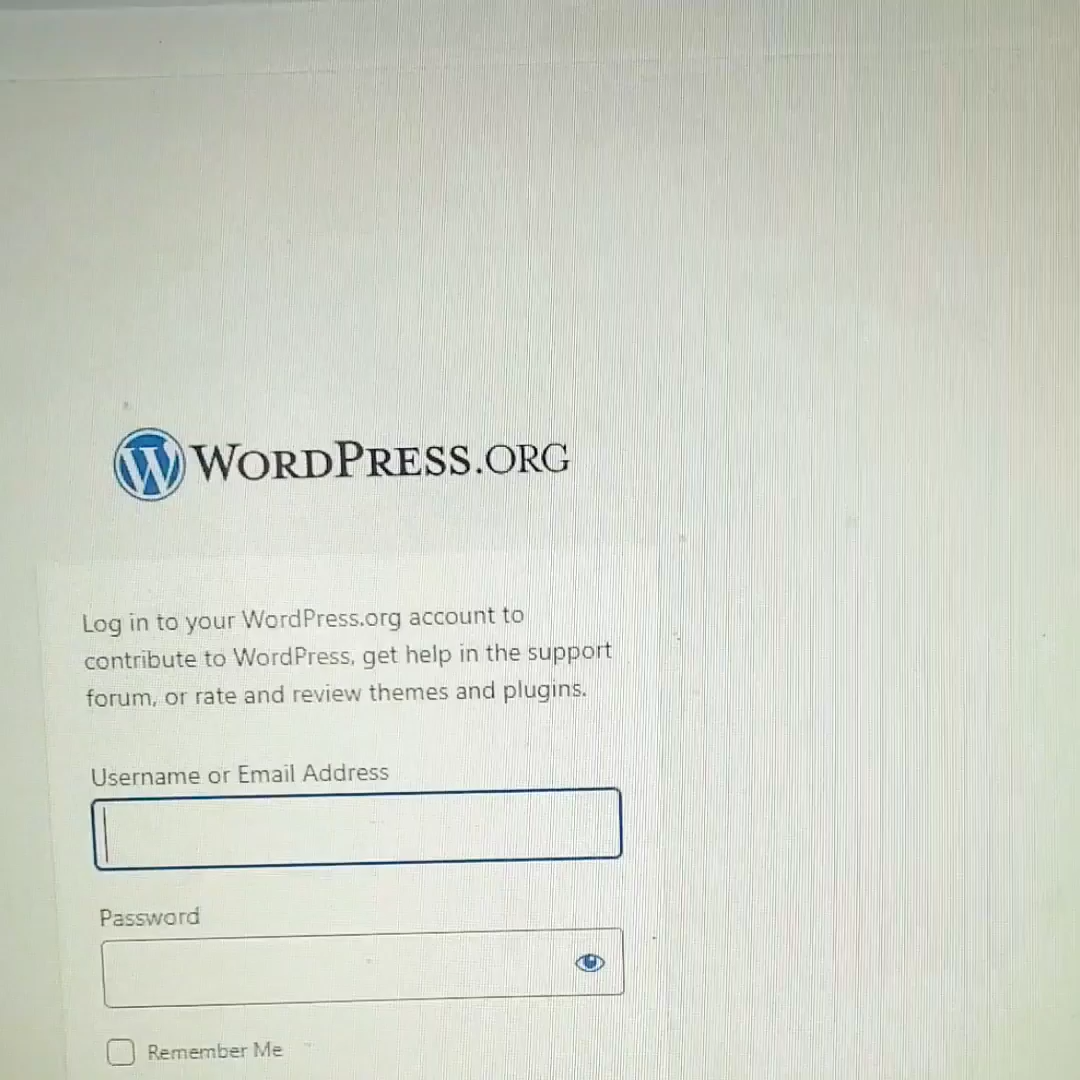 WORDPRESS.ORG
Log in to your WordPress.org account to
contribute to WordPress, get help in the support
forum, or rate and review themes and plugins.
Username or Email Address
Password
Remember Me